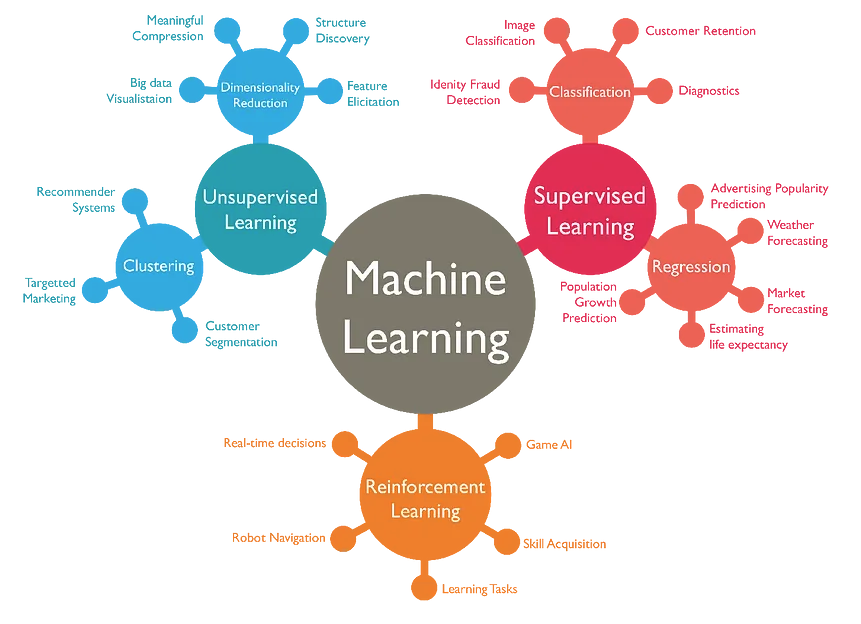 Meaningful
Compression
Structure
Discovery
Big data
Visualistaion
Dimensionality
Reduction
Feature
Elicitation
Image
Classification
Customer Retention
Idenity Fraud
Detection
Classification
Diagnostics
Recommender
Systems
Unsupervised
Learning
Clustering
Targetted
Marketing
Customer
Segmentation
Machine
Learning
Supervised
Learning
Advertising Popularity
Prediction
Weather
Forecasting
Regression
Population
Growth
Prediction
Market
Forecasting
Estimating
life expectancy
Real-time decisions
Game AI
Reinforcement
Learning
Robot Navigation
Skill Acquisition
Learning Tasks